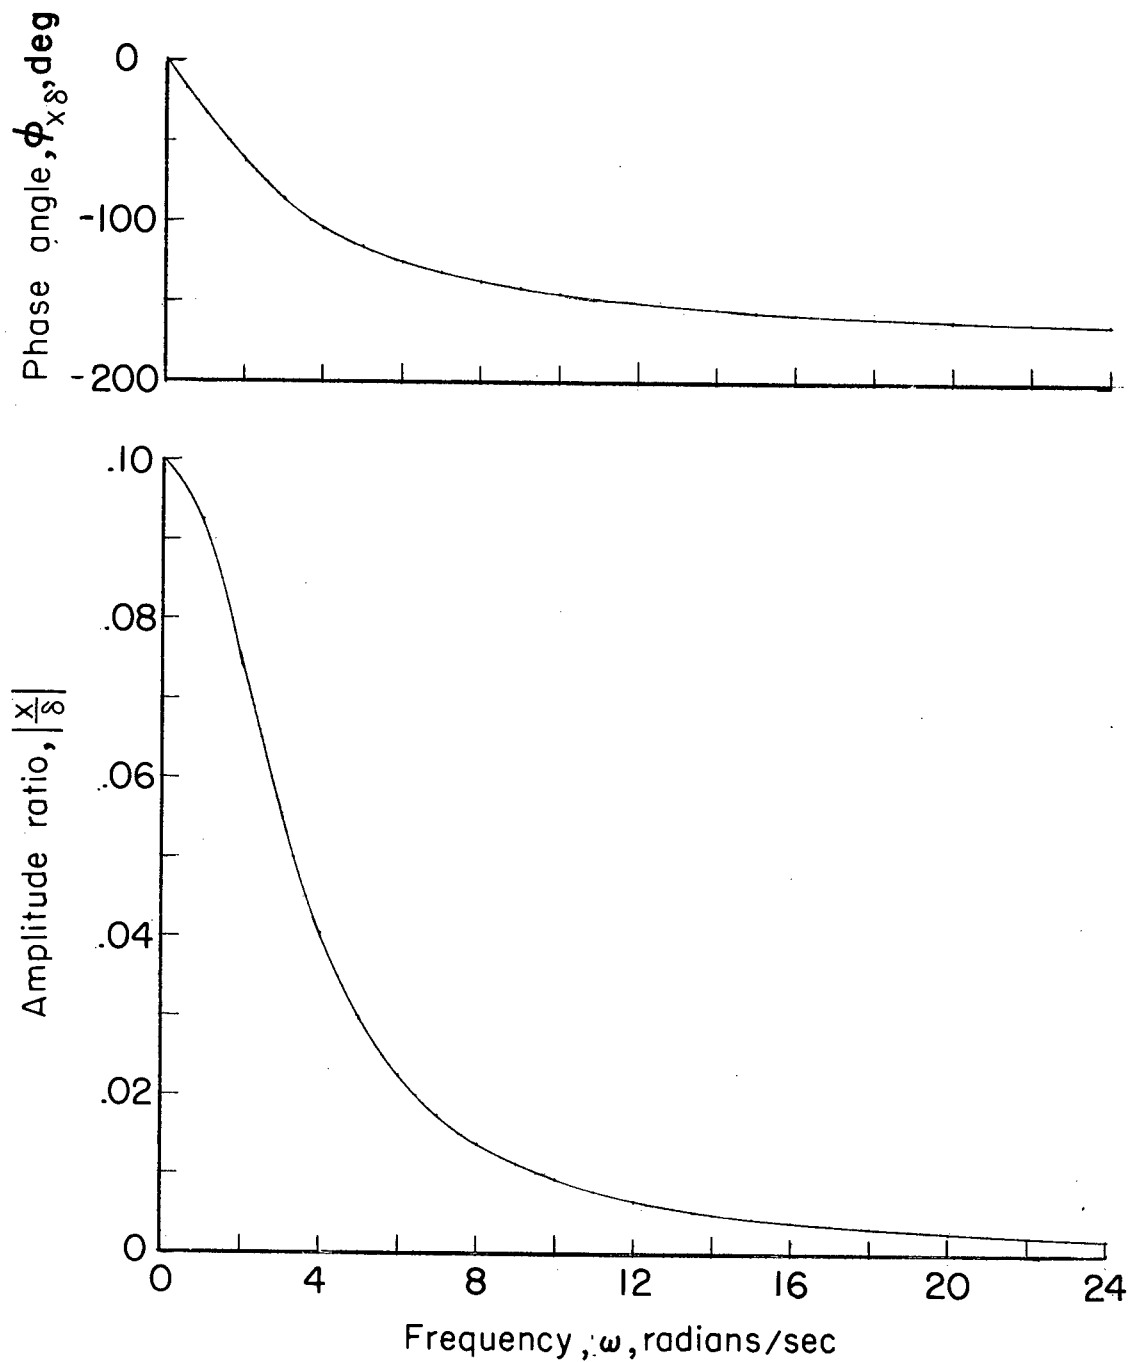 Phase angle, ϕxδ, deg
0
-100
-200
Amplitude ratio, |x/δ|
.10
.08
.06
.04
.02
0
0 4 8 12 16 20 24
Frequency, ω, radians/sec